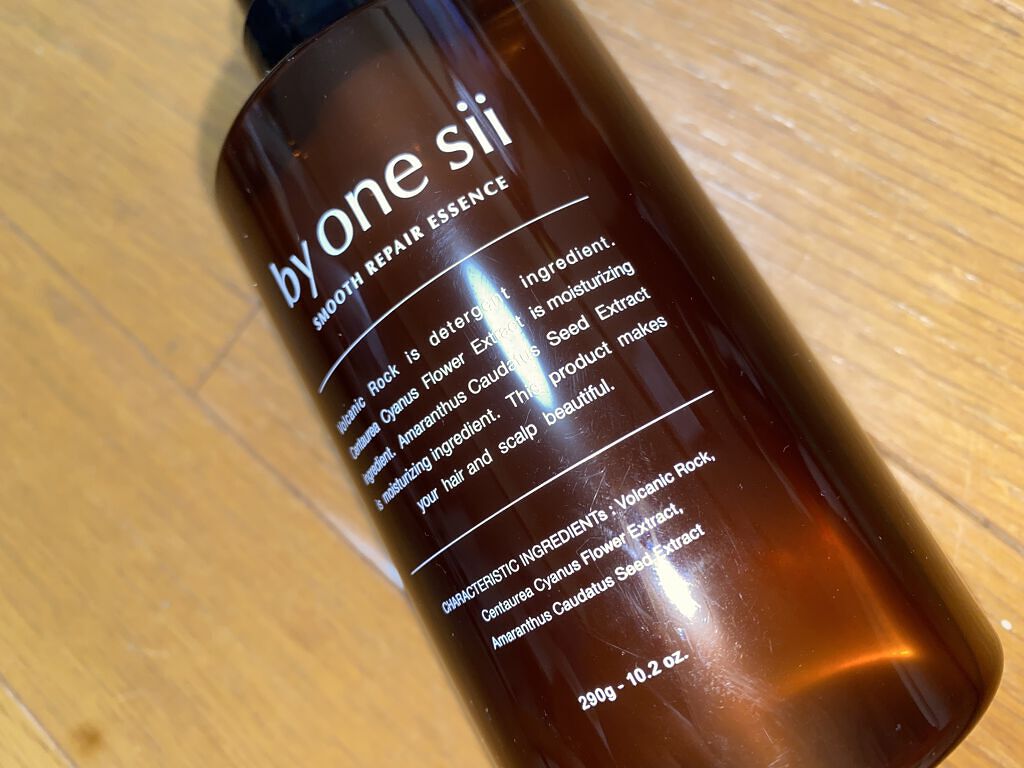 by one sii
SMOOTH REPAIR ESSENCE
Volcanic Rock is detergent ingredient.
Centaurea Cyanus Flower Extract is moisturizing
ingredient. Amaranthus Caudatus Seed Extract
is moisturizing ingredient. This product makes
your hair and scalp beautiful.
CHARACTERISTIC INGREDIENTs : Volcanic Rock,
Centaurea Cyanus Flower Extract,
Amaranthus Caudatus Seed Extract
290g - 10.2 oz.